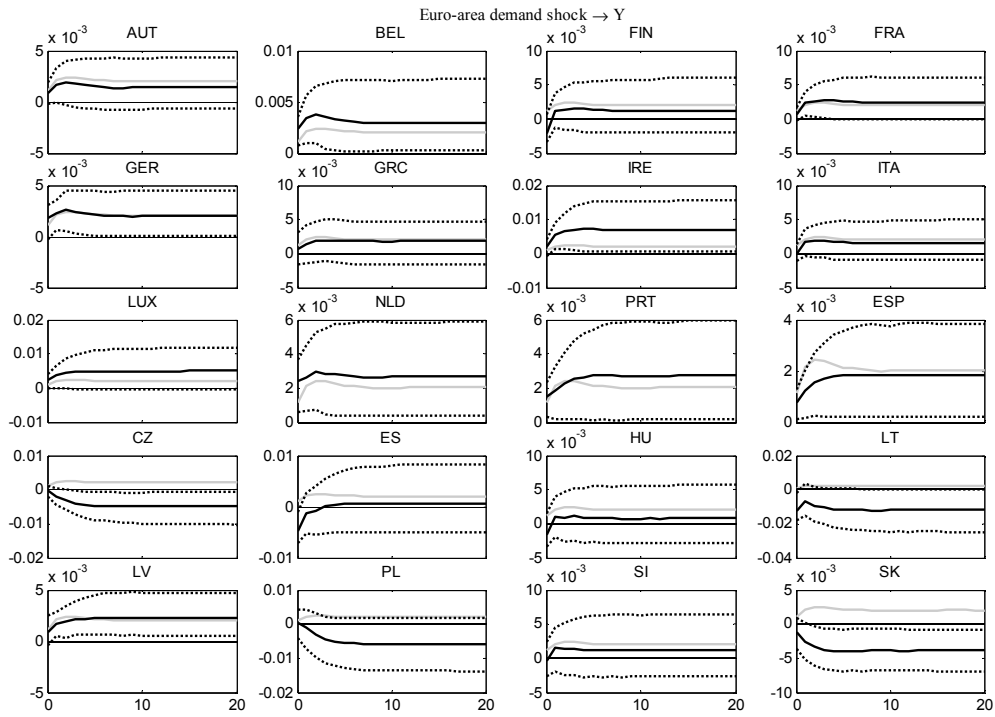 Euro-area demand shock → Y
x 10⁻³ AUT BEL x 10⁻³ FIN x 10⁻³ FRA
5 0.01 10 10
0 0.005 5 5
0 0
-5 0 -5 -5
x 10⁻³ GER x 10⁻³ GRC IRE x 10⁻³ ITA
5 10 0.02 10
0 5 0.01 5
0 0 0
-5 -5 -0.01 -5
LUX x 10⁻³ NLD x 10⁻³ PRT x 10⁻³ ESP
0.02 6 6 4
0.01 4 4
0 2 2 2
-0.01 0 0 0
CZ ES x 10⁻³ HU LT
0.01 0.01 10 0.02
0 5 0
0 0
-0.01 -0.02
-0.02 -0.01 -5 -0.04
x 10⁻³ LV PL x 10⁻³ SI x 10⁻³ SK
5 0.01 10 5
0 0 5 0
-0.01 0 -5
-5 -0.02 -5 -10
0 10 20 0 10 20 0 10 20 0 10 20